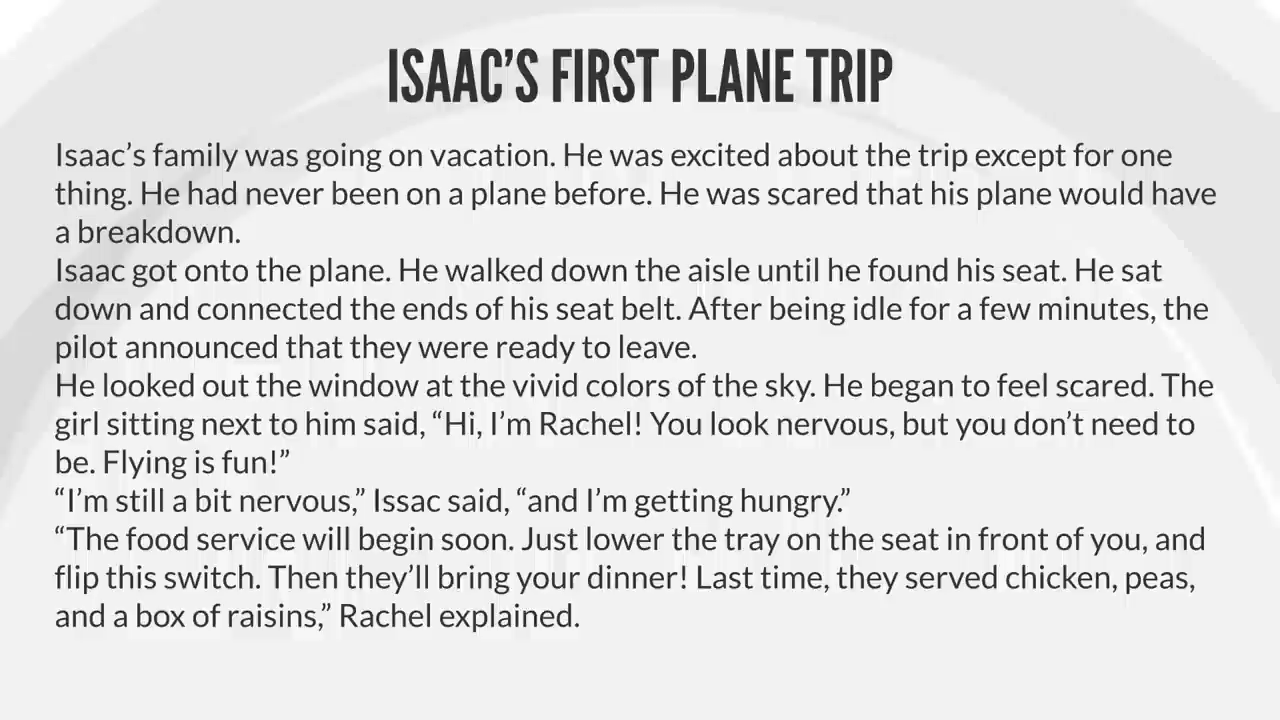 ISAAC’S FIRST PLANE TRIP
Isaac’s family was going on vacation. He was excited about the trip except for one
thing. He had never been on a plane before. He was scared that his plane would have
a breakdown.
Isaac got onto the plane. He walked down the aisle until he found his seat. He sat
down and connected the ends of his seat belt. After being idle for a few minutes, the
pilot announced that they were ready to leave.
He looked out the window at the vivid colors of the sky. He began to feel scared. The
girl sitting next to him said, “Hi, I’m Rachel! You look nervous, but you don’t need to
be. Flying is fun!”
“I’m still a bit nervous,” Issac said, “and I’m getting hungry.”
“The food service will begin soon. Just lower the tray on the seat in front of you, and
flip this switch. Then they’ll bring your dinner! Last time, they served chicken, peas,
and a box of raisins,” Rachel explained.